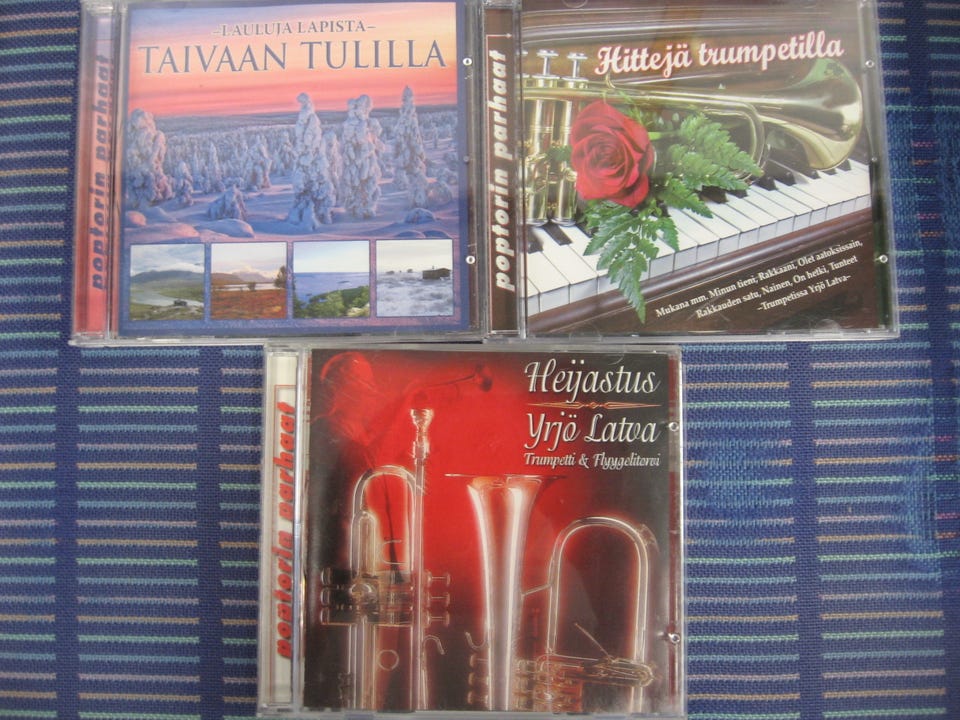 poptorin parhaat
-LAULUJA LAPISTA-
TAIVAAN TULILLA
poptorin parhaat
Hittejä trumpetilla
Mukana mm. Minun tieni, Rakkaani, Olet aatoksissain,
Rakkauden satu, Nainen, On hetki, Tunteet
-Trumpetissa Yrjö Latva-
poptorin parhaat
Heijastus
Yrjö Latva
Trumpetti & Flyygelitorvi